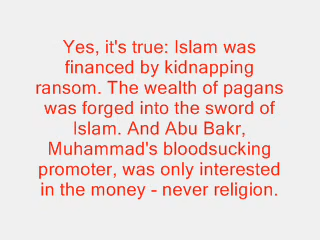 Yes, it's true: Islam was
financed by kidnapping
ransom. The wealth of pagans
was forged into the sword of
Islam. And Abu Bakr,
Muhammad's bloodsucking
promoter, was only interested
in the money - never religion.